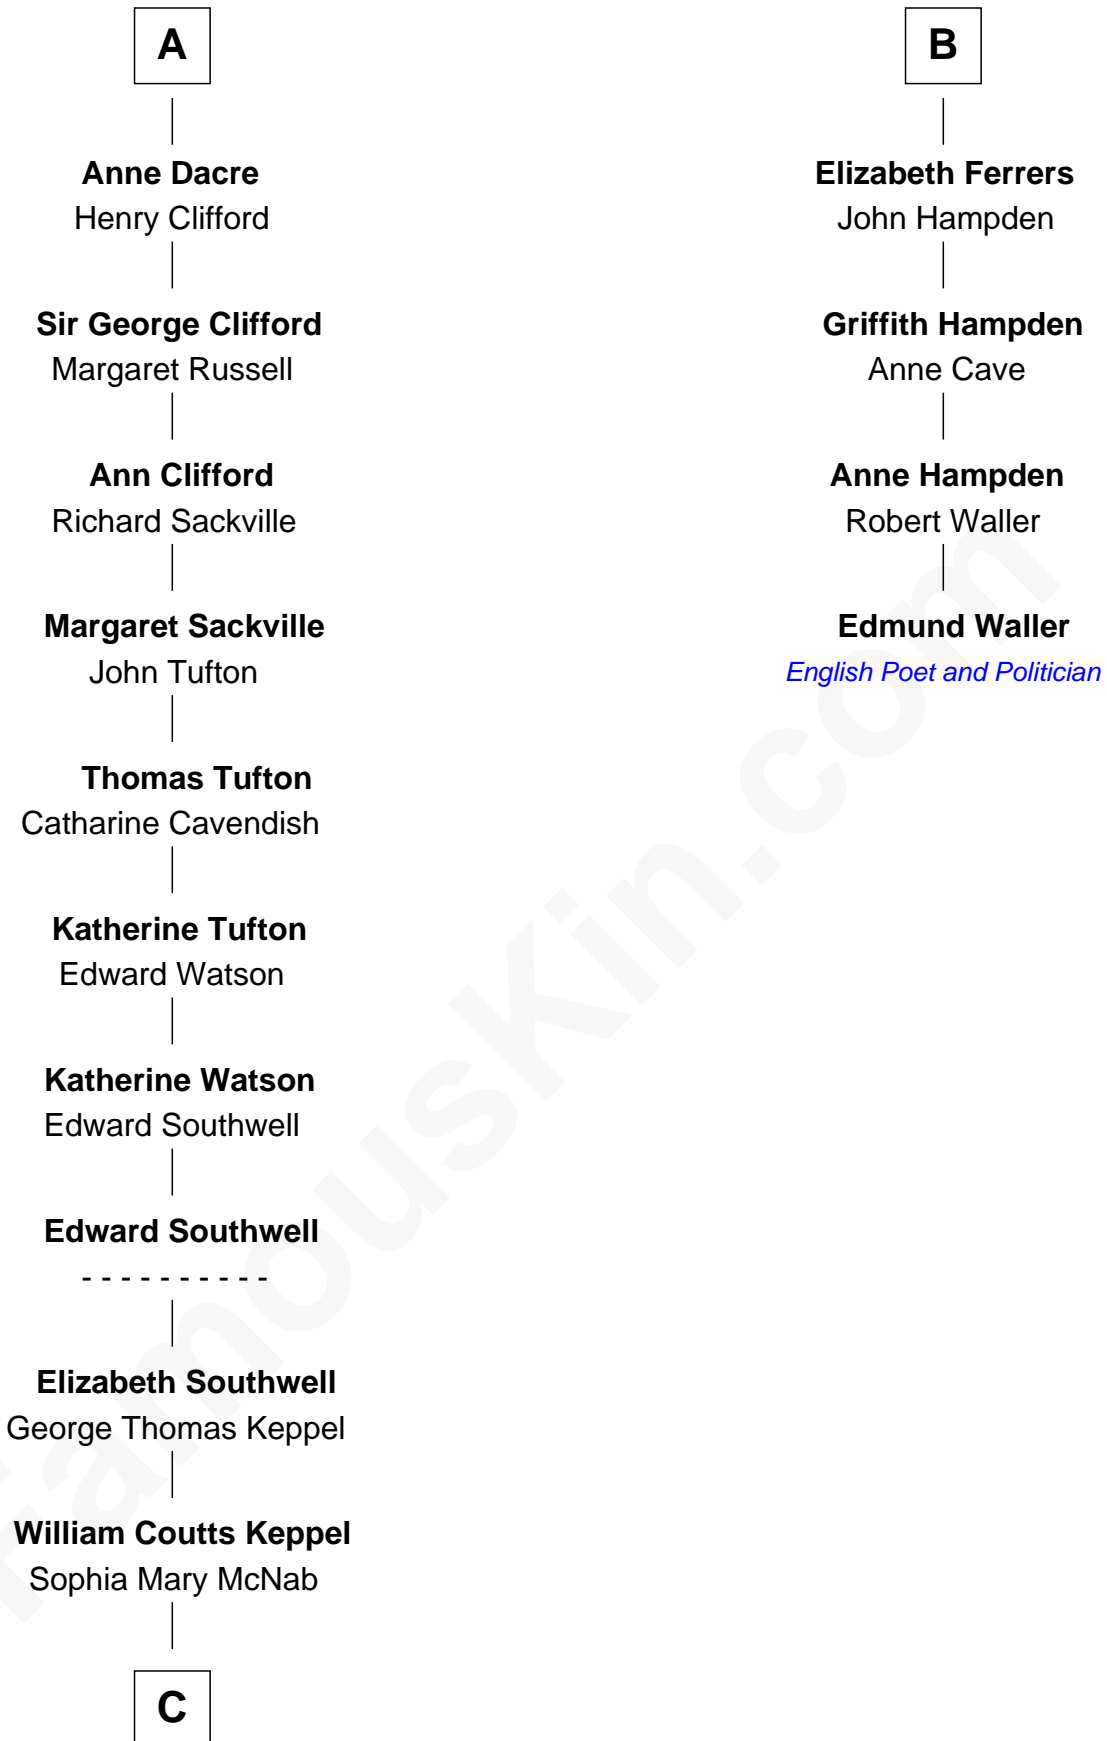 A
Anne Dacre
Henry Clifford
Sir George Clifford
Margaret Russell
Ann Clifford
Richard Sackville
Margaret Sackville
John Tufton
Thomas Tufton
Catharine Cavendish
Katherine Tufton
Edward Watson
Katherine Watson
Edward Southwell
Edward Southwell
- - - - - - - - - -
Elizabeth Southwell
George Thomas Keppel
William Coutts Keppel
Sophia Mary McNab
C
B
Elizabeth Ferrers
John Hampden
Griffith Hampden
Anne Cave
Anne Hampden
Robert Waller
Edmund Waller
English Poet and Politician
FamousKin.com